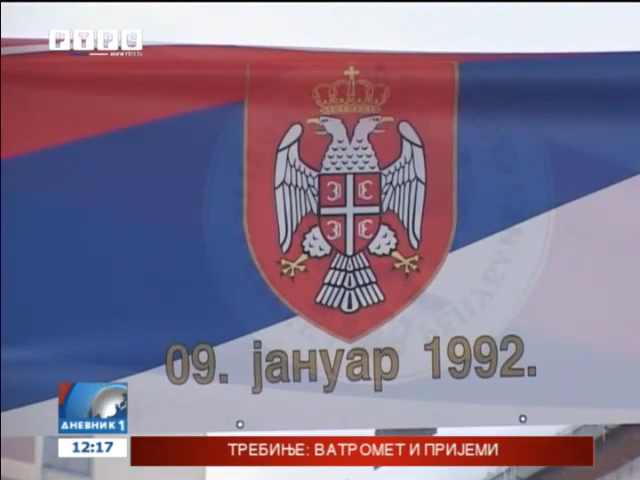 РТРС
09. јануар 1992.
ДНЕВНИК 1
12:17
ТРЕБИЊЕ: ВАТРОМЕТ И ПРИЈЕМИ